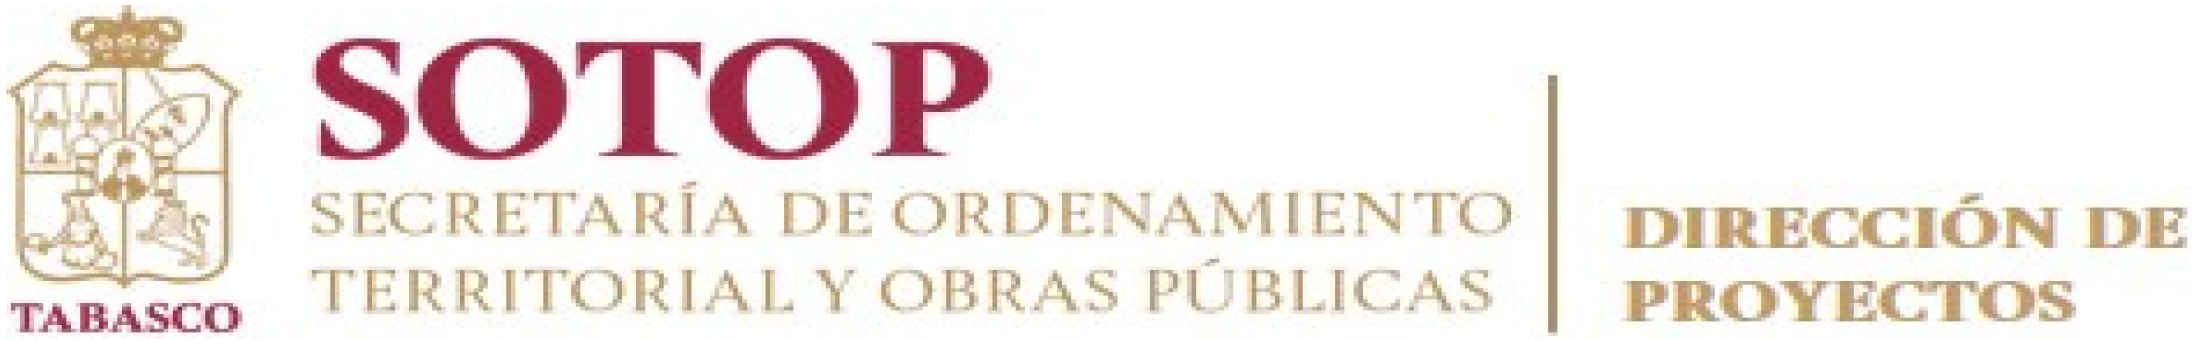 TABASCO
SOTOP
SECRETARÍA DE ORDENAMIENTO
TERRITORIAL Y OBRAS PÚBLICAS
DIRECCIÓN DE
PROYECTOS